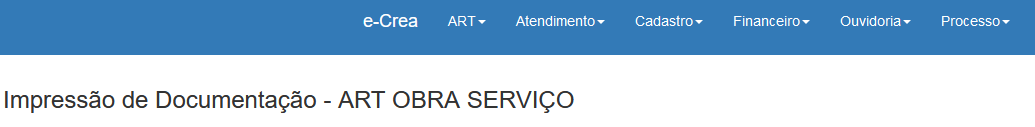 e-Crea ART Atendimento Cadastro Financeiro Ouvidoria Processo
Impressão de Documentação - ART OBRA SERVIÇO